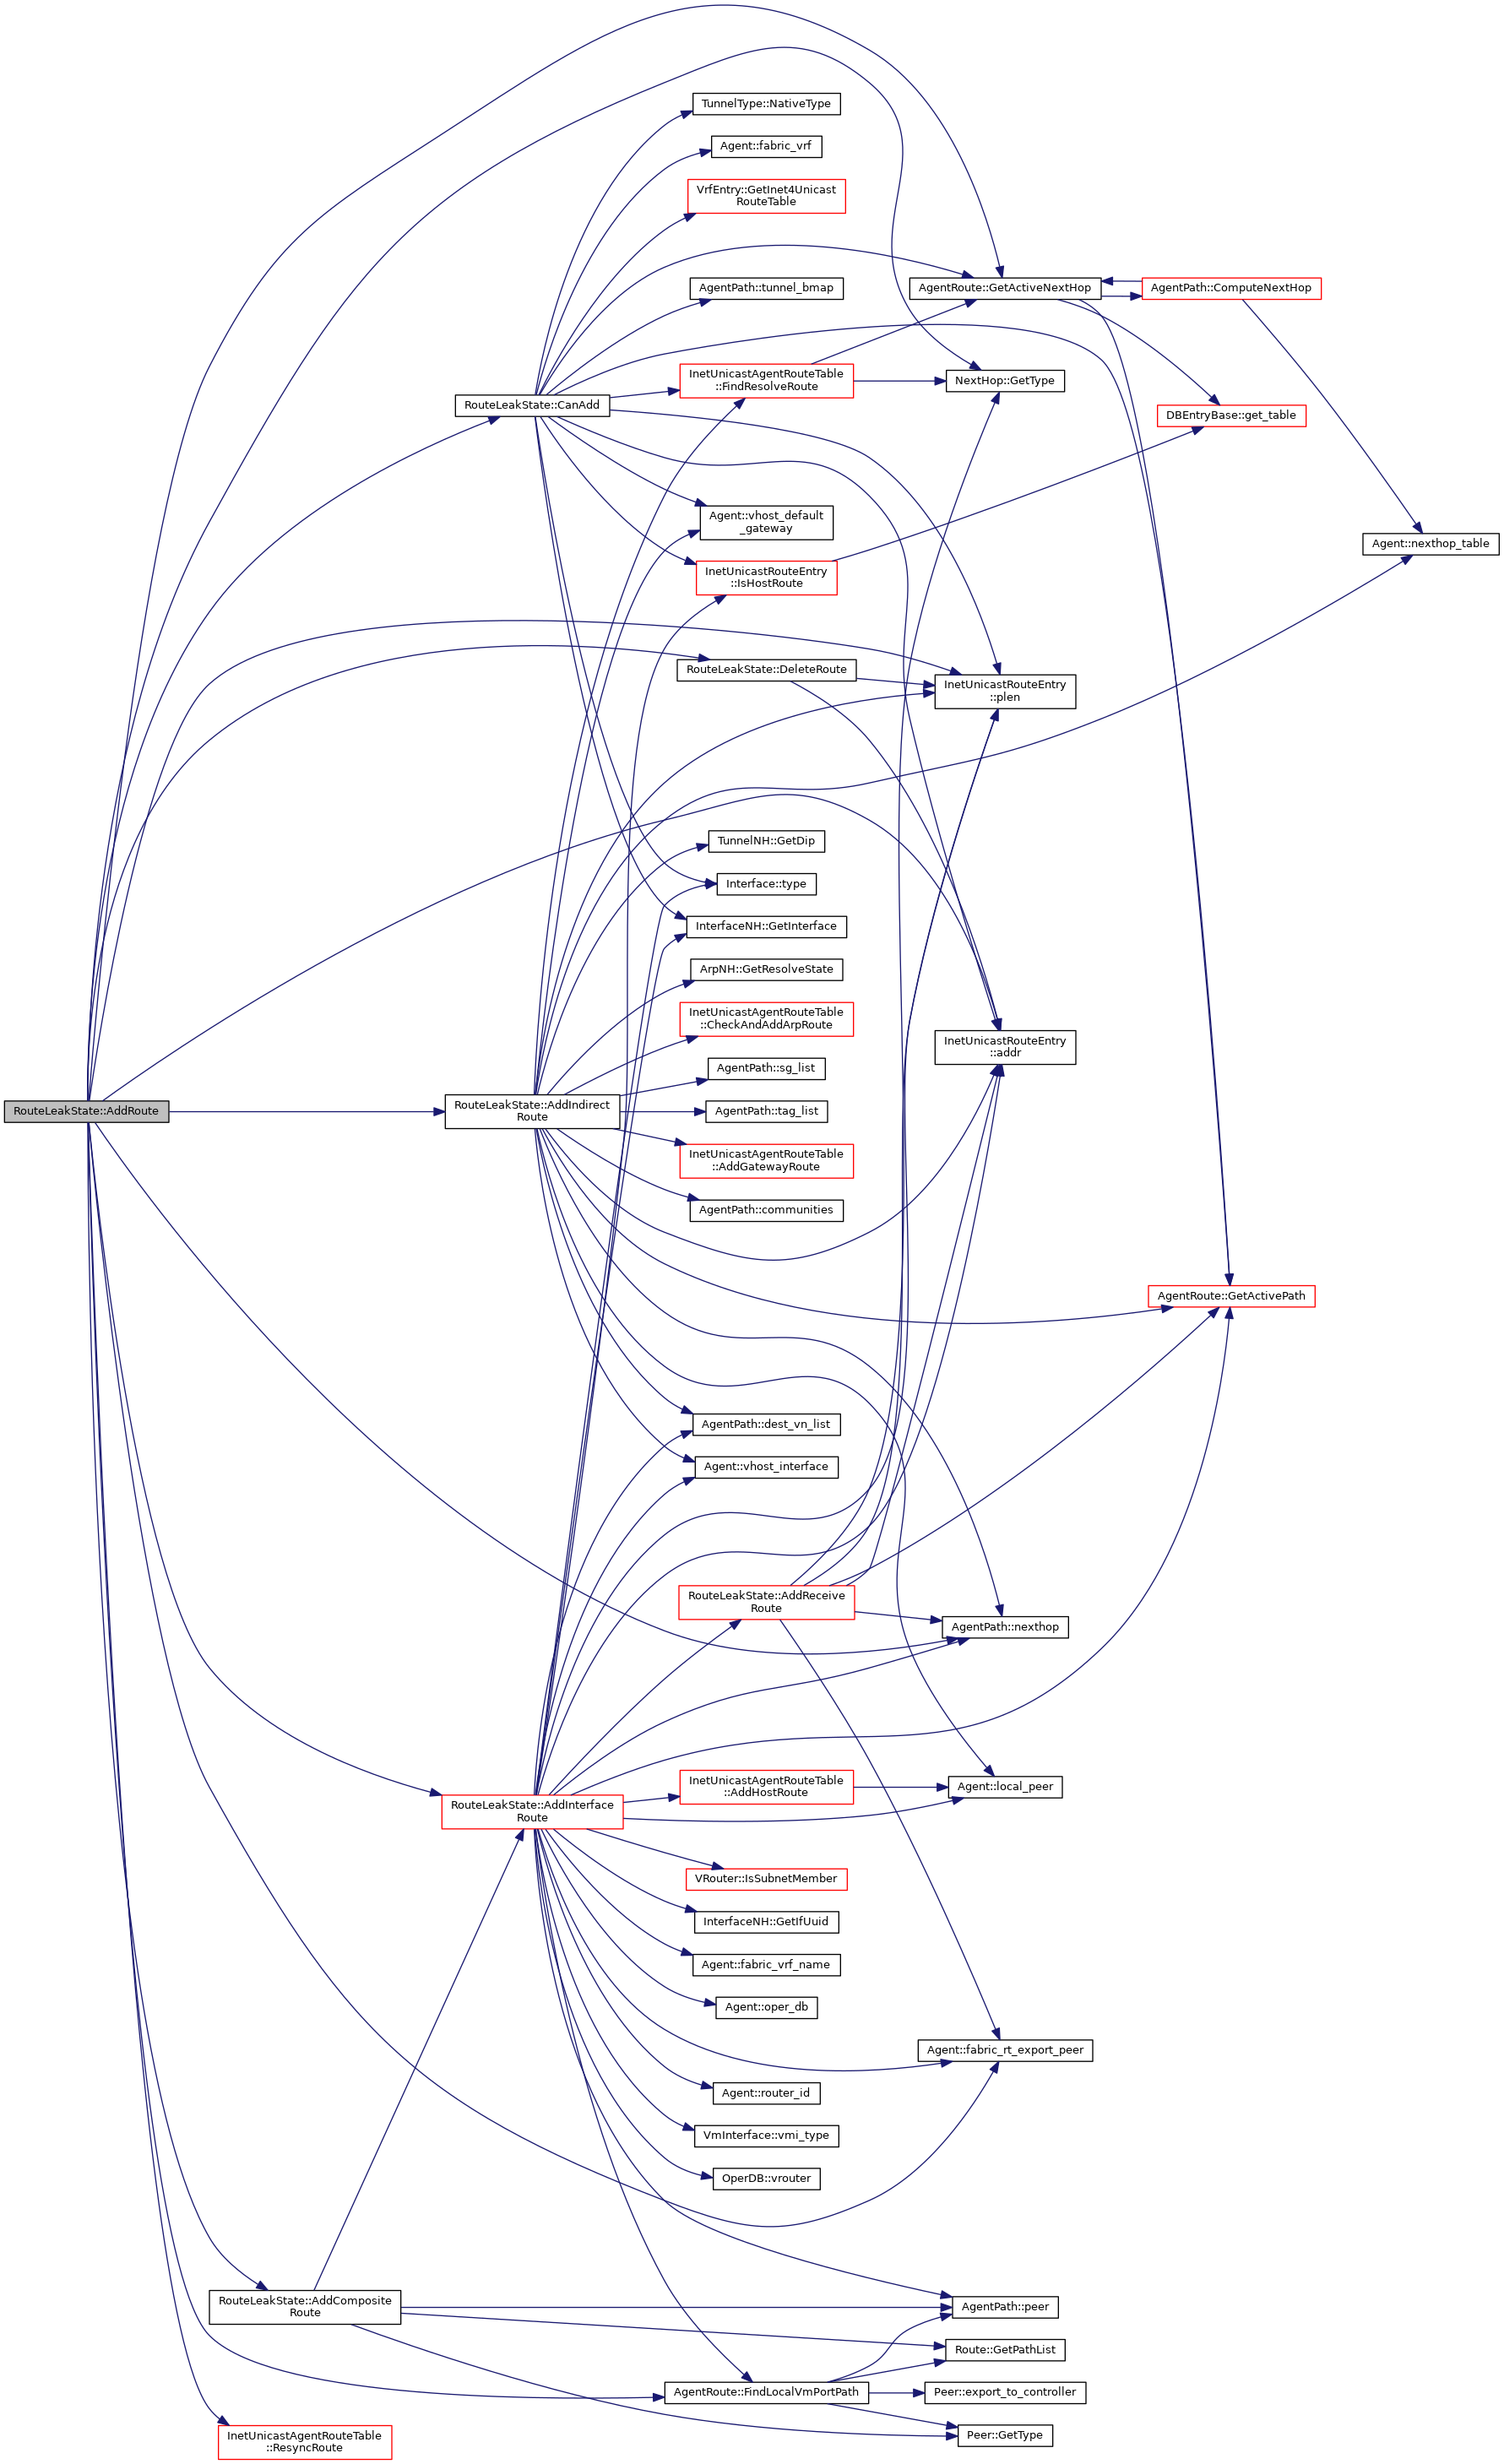 TunnelType::NativeType
Agent::fabric_vrf
VrfEntry::GetInet4Unicast
RouteTable
AgentRoute::GetActiveNextHop
AgentPath::ComputeNextHop
AgentPath::tunnel_bmap
InetUnicastAgentRouteTable
::FindResolveRoute
NextHop::GetType
RouteLeakState::CanAdd
DBEntryBase::get_table
Agent::vhost_default
_gateway
Agent::nexthop_table
InetUnicastRouteEntry
::IsHostRoute
RouteLeakState::DeleteRoute
InetUnicastRouteEntry
::plen
TunnelNH::GetDip
Interface::type
InterfaceNH::GetInterface
ArpNH::GetResolveState
InetUnicastAgentRouteTable
::CheckAndAddArpRoute
InetUnicastRouteEntry
::addr
AgentPath::sg_list
RouteLeakState::AddRoute
RouteLeakState::AddIndirect
Route
AgentPath::tag_list
InetUnicastAgentRouteTable
::AddGatewayRoute
AgentPath::communities
AgentRoute::GetActivePath
AgentPath::dest_vn_list
Agent::vhost_interface
RouteLeakState::AddReceive
Route
AgentPath::nexthop
InetUnicastAgentRouteTable
::AddHostRoute
Agent::local_peer
RouteLeakState::AddInterface
Route
VRouter::IsSubnetMember
InterfaceNH::GetIfUuid
Agent::fabric_vrf_name
Agent::oper_db
Agent::fabric_rt_export_peer
Agent::router_id
VmInterface::vmi_type
OperDB::vrouter
RouteLeakState::AddComposite
Route
AgentPath::peer
Route::GetPathList
AgentRoute::FindLocalVmPortPath
Peer::export_to_controller
Peer::GetType
InetUnicastAgentRouteTable
::ResyncRoute